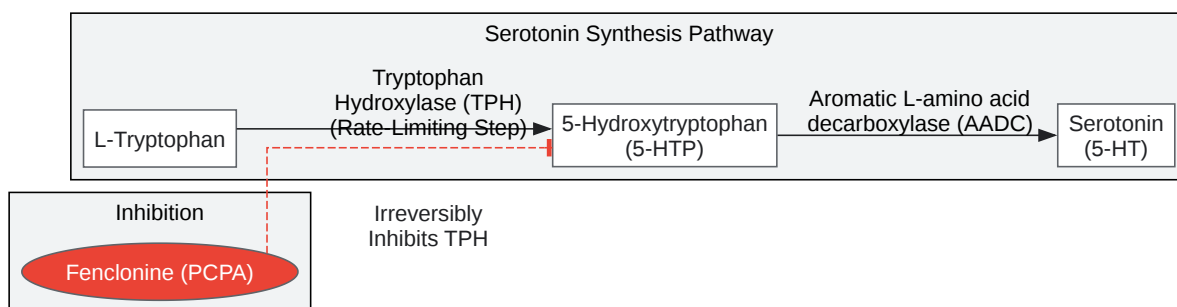 Serotonin Synthesis Pathway
Tryptophan
Hydroxylase (TPH)
(Rate-Limiting Step)
Aromatic L-amino acid
decarboxylase (AADC)
L-Tryptophan
5-Hydroxytryptophan
(5-HTP)
Serotonin
(5-HT)
Inhibition
Irreversibly
Inhibits TPH
Fenclonine (PCPA)